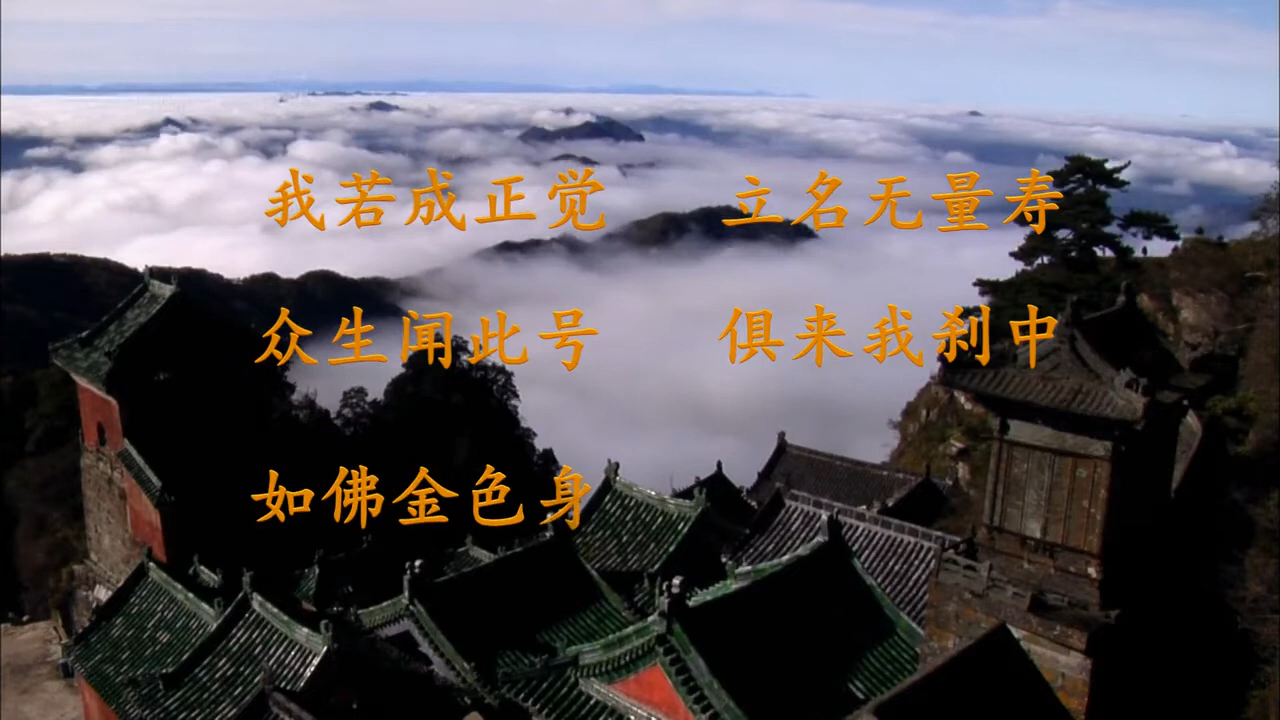 我若成正觉 立名无量寿
众生闻此号 俱来我刹中
如佛金色身